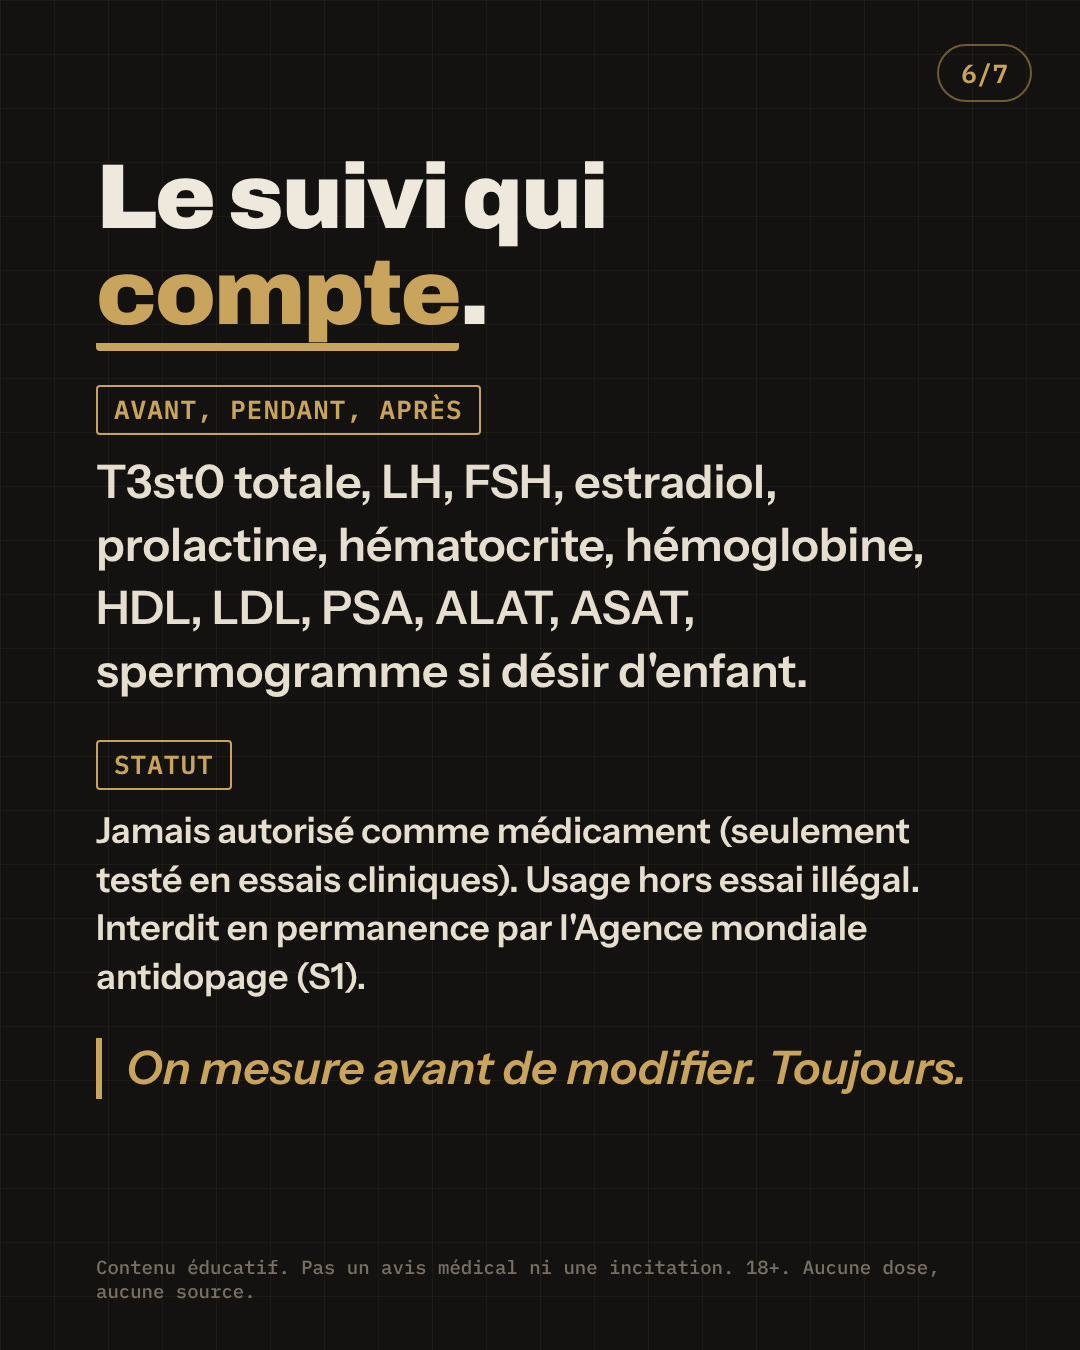 6/7
Le suivi qui
compte.
AVANT, PENDANT, APRÈS
T3st0 totale, LH, FSH, estradiol,
prolactine, hématocrite, hémoglobine,
HDL, LDL, PSA, ALAT, ASAT,
spermogramme si désir d'enfant.
STATUT
Jamais autorisé comme médicament (seulement
testé en essais cliniques). Usage hors essai illégal.
Interdit en permanence par l'Agence mondiale
antidopage (S1).
On mesure avant de modifier. Toujours.
Contenu éducatif. Pas un avis médical ni une incitation. 18+. Aucune dose,
aucune source.